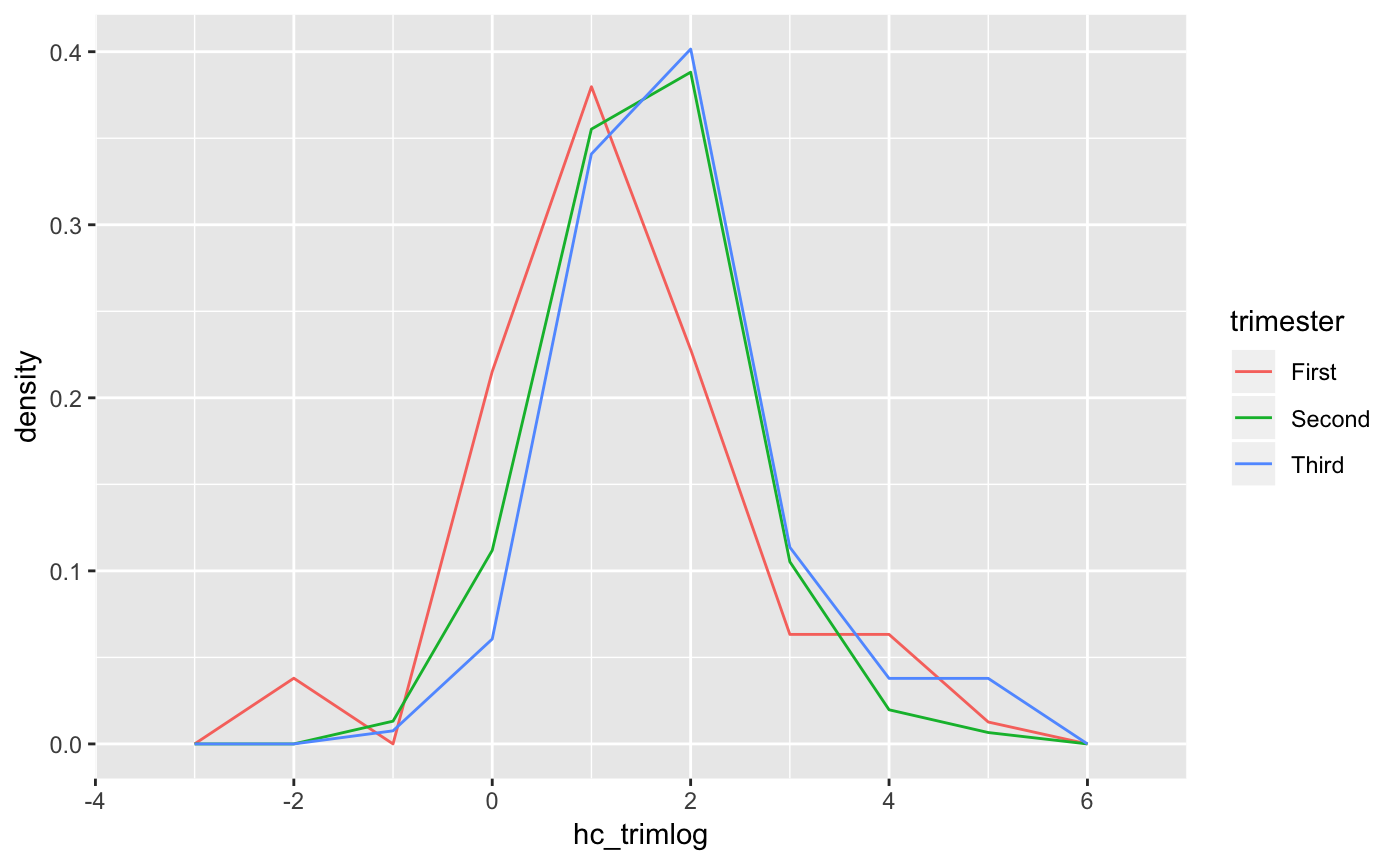 0.4
0.3
0.2
0.1
0.0
density
-4 -2 0 2 4 6
hc_trimlog
trimester
First
Second
Third